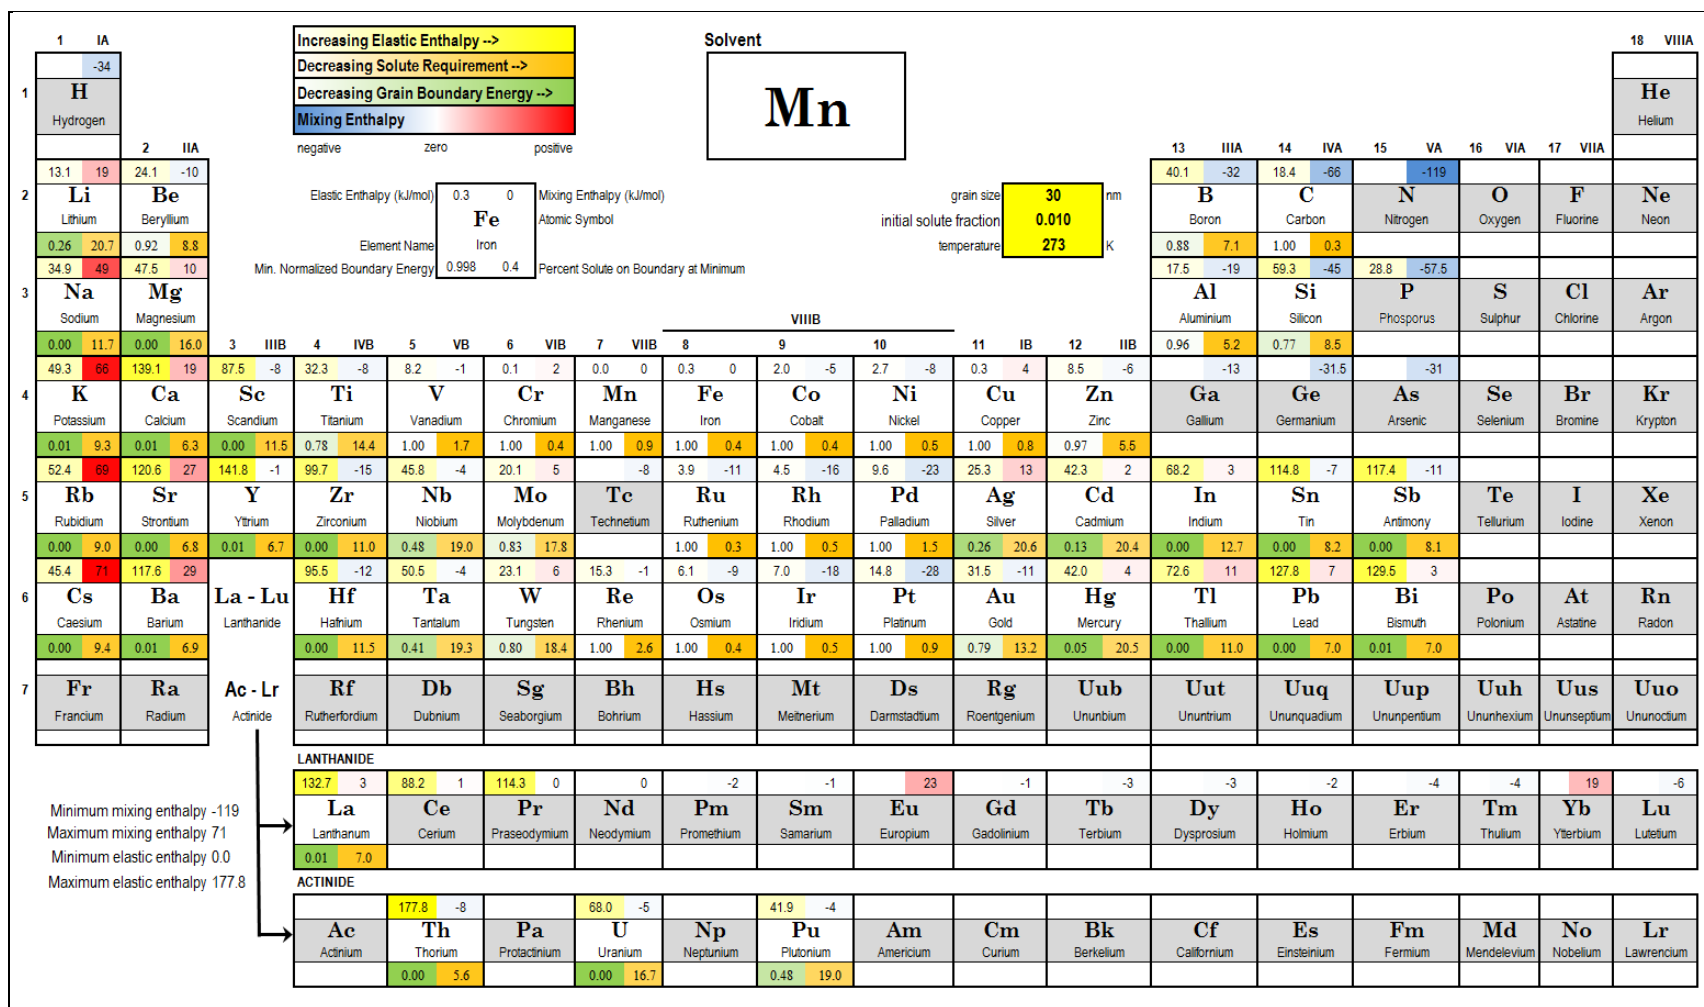 1 IA
18 VIIIA
Increasing Elastic Enthalpy -->
Decreasing Solute Requirement -->
Decreasing Grain Boundary Energy -->
Mixing Enthalpy
negative zero positive
Solvent
Mn
Elastic Enthalpy (kJ/mol) 0.3 0 Mixing Enthalpy (kJ/mol)
Fe Atomic Symbol
Element Name Iron
Min. Normalized Boundary Energy 0.998 0.4 Percent Solute on Boundary at Minimum
grain size 30 nm
initial solute fraction 0.010
temperature 273 K
-34
1 H He
Hydrogen Helium
2 IIA 13 IIIA 14 IVA 15 VA 16 VIA 17 VIIA
13.1 19 24.1 -10 40.1 -32 18.4 -66 -119
2 Li Be B C N O F Ne
Lithium Beryllium Boron Carbon Nitrogen Oxygen Fluorine Neon
0.26 20.7 0.92 8.8 0.88 7.1 1.00 0.3
34.9 49 47.5 10 17.5 -19 59.3 -45 28.8 -57.5
3 Na Mg Al Si P S Cl Ar
Sodium Magnesium Aluminium Silicon Phosporus Sulphur Chlorine Argon
VIIIB
0.00 11.7 0.00 16.0 3 IIIB 4 IVB 5 VB 6 VIB 7 VIIB 8 9 10 11 IB 12 IIB 0.96 5.2 0.77 8.5
49.3 66 139.1 19 87.5 -8 32.3 -8 8.2 -1 0.1 2 0.0 0 0.3 0 2.0 -5 2.7 -8 0.3 4 8.5 -6 -13 -31.5 -31
4 K Ca Sc Ti V Cr Mn Fe Co Ni Cu Zn Ga Ge As Se Br Kr
Potassium Calcium Scandium Titanium Vanadium Chromium Manganese Iron Cobalt Nickel Copper Zinc Gallium Germanium Arsenic Selenium Bromine Krypton
0.01 9.3 0.01 6.3 0.00 11.5 0.78 14.4 1.00 1.7 1.00 0.4 1.00 0.9 1.00 0.4 1.00 0.4 1.00 0.5 1.00 0.8 0.97 5.5
52.4 69 120.6 27 141.8 -1 99.7 -15 45.8 -4 20.1 5 -8 3.9 -11 4.5 -16 9.6 -23 25.3 13 42.3 2 68.2 3 114.8 -7 117.4 -11
5 Rb Sr Y Zr Nb Mo Tc Ru Rh Pd Ag Cd In Sn Sb Te I Xe
Rubidium Strontium Yttrium Zirconium Niobium Molybdenum Technetium Ruthenium Rhodium Palladium Silver Cadmium Indium Tin Antimony Tellurium Iodine Xenon
0.00 9.0 0.00 6.8 0.01 6.7 0.00 11.0 0.48 19.0 0.83 17.8 1.00 0.3 1.00 0.5 1.00 1.5 0.26 20.6 0.13 20.4 0.00 12.7 0.00 8.2 0.00 8.1
45.4 71 117.6 29 95.5 -12 50.5 -4 23.1 6 15.3 -1 6.1 -9 7.0 -18 14.8 -28 31.5 -11 42.0 4 72.6 11 127.8 7 129.5 3
6 Cs Ba La - Lu Hf Ta W Re Os Ir Pt Au Hg Tl Pb Bi Po At Rn
Caesium Barium Lanthanide Hafnium Tantalum Tungsten Rhenium Osmium Iridium Platinum Gold Mercury Thallium Lead Bismuth Polonium Astatine Radon
0.00 9.4 0.01 6.9 0.00 11.5 0.41 19.3 0.80 18.4 1.00 2.6 1.00 0.4 1.00 0.5 1.00 0.9 0.79 13.2 0.05 20.5 0.00 11.0 0.00 7.0 0.01 7.0
7 Fr Ra Ac - Lr Rf Db Sg Bh Hs Mt Ds Rg Uub Uut Uuq Uup Uuh Uus Uuo
Francium Radium Actinide Rutherfordium Dubnium Seaborgium Bohrium Hassium Meitnerium Darmstadtium Roentgenium Ununbium Ununtrium Ununquadium Ununpentium Ununhexium Ununseptium Ununoctium
LANTHANIDE
132.7 3 88.2 1 114.3 0 0 -2 -1 23 -1 -3 -3 -2 -4 -4 19 -6
La Ce Pr Nd Pm Sm Eu Gd Tb Dy Ho Er Tm Yb Lu
Lanthanum Cerium Praseodymium Neodymium Promethium Samarium Europium Gadolinium Terbium Dysprosium Holmium Erbium Thulium Ytterbium Lutetium
0.01 7.0
Minimum mixing enthalpy -119
Maximum mixing enthalpy 71
Minimum elastic enthalpy 0.0
Maximum elastic enthalpy 177.8
ACTINIDE
177.8 -8 68.0 -5 41.9 -4
Ac Th Pa U Np Pu Am Cm Bk Cf Es Fm Md No Lr
Actinium Thorium Protactinium Uranium Neptunium Plutonium Americium Curium Berkelium Californium Einsteinium Fermium Mendelevium Nobelium Lawrencium
0.00 5.6 0.00 16.7 0.48 19.0